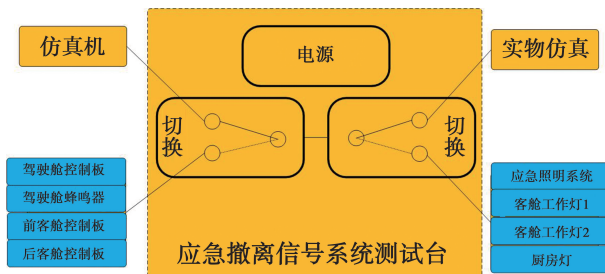 仿真机
电源
实物仿真
切换
切换
驾驶舱控制板
驾驶舱蜂鸣器
前客舱控制板
后客舱控制板
应急照明系统
客舱工作灯1
客舱工作灯2
厨房灯
应急撤离信号系统测试台